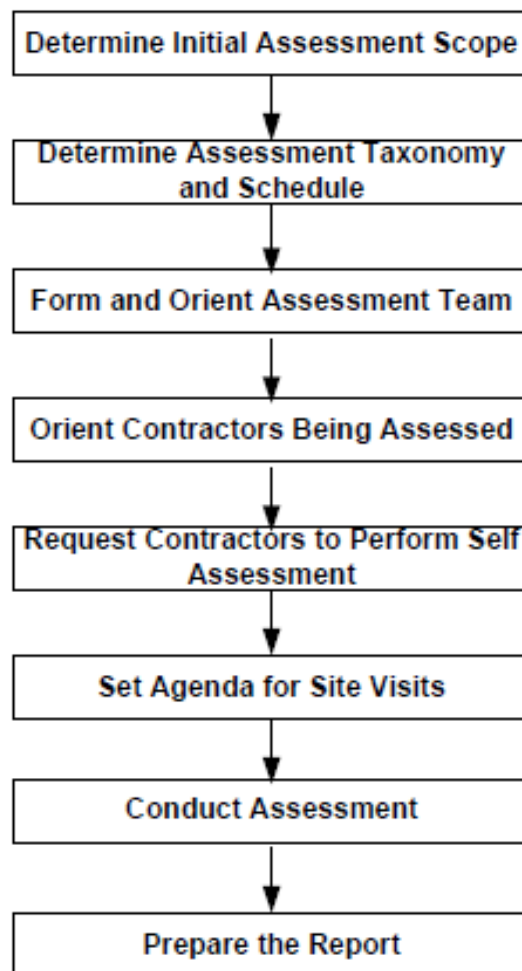 Determine Initial Assessment Scope
Determine Assessment Taxonomy
and Schedule
Form and Orient Assessment Team
Orient Contractors Being Assessed
Request Contractors to Perform Self
Assessment
Set Agenda for Site Visits
Conduct Assessment
Prepare the Report